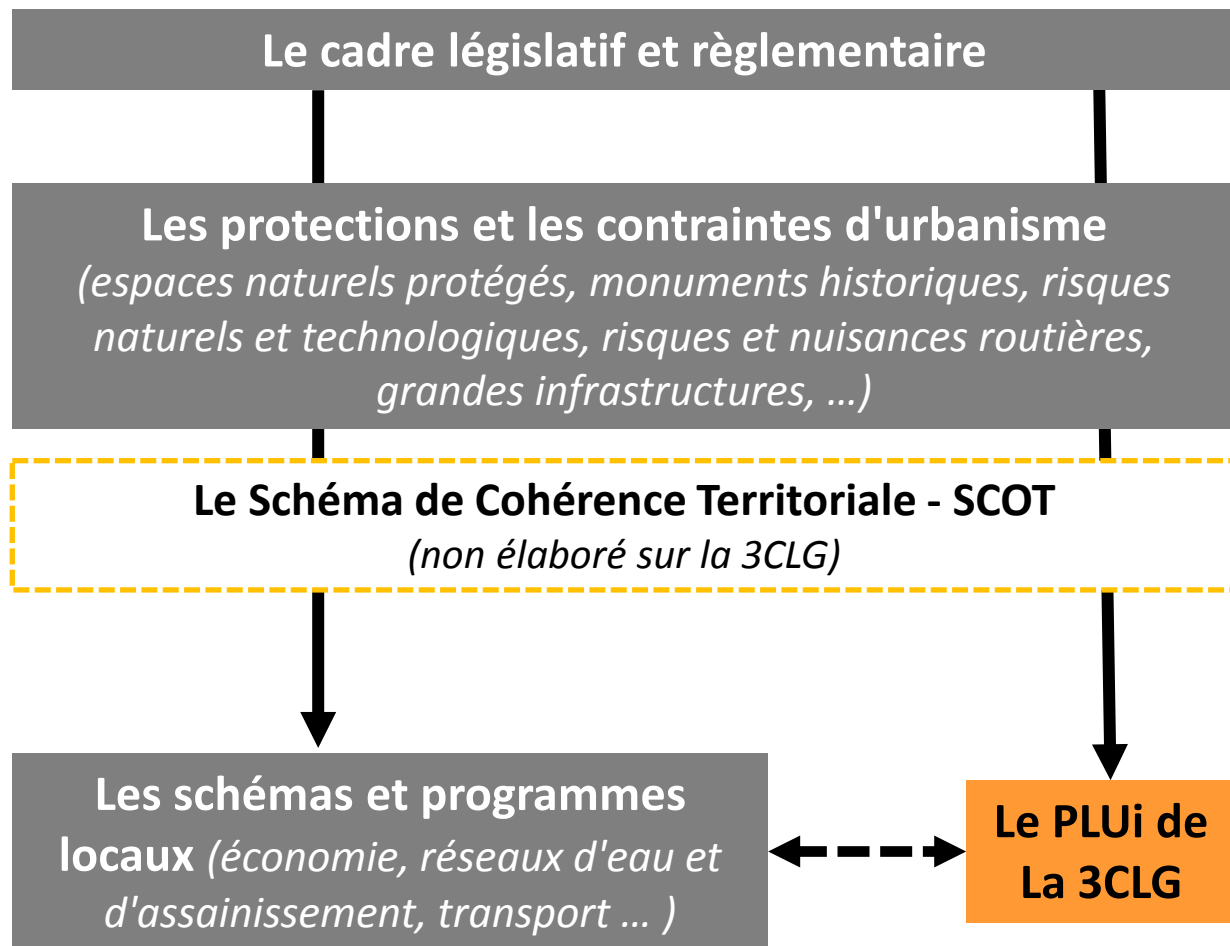 Le cadre législatif et règlementaire
Les protections et les contraintes d'urbanisme
(espaces naturels protégés, monuments historiques, risques
naturels et technologiques, risques et nuisances routières,
grandes infrastructures, …)
Le Schéma de Cohérence Territoriale - SCOT
(non élaboré sur la 3CLG)
Les schémas et programmes
locaux (économie, réseaux d'eau et
d'assainissement, transport … )
Le PLUi de
La 3CLG